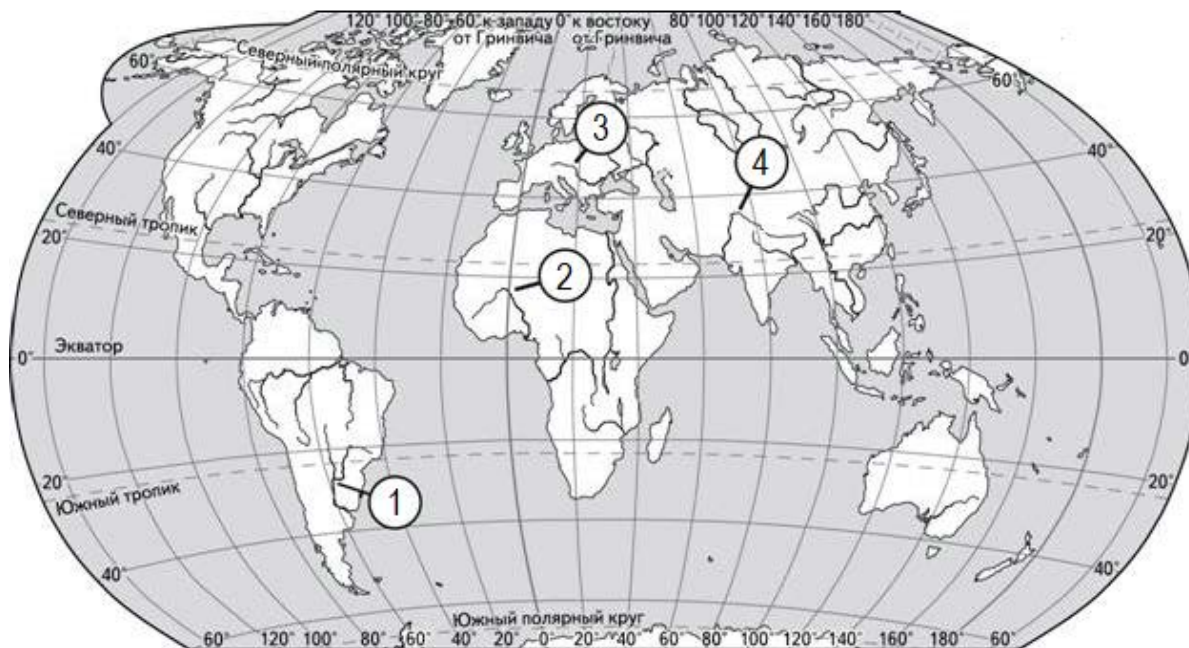 120° 100° 80° 60° к западу 0° к востоку 80° 100° 120° 140° 160° 180°
от Гринвича от Гринвича
60° Северный полярный круг 60°
3
40° 4 40°
Северный тропик
20° 2 20°
Экватор
0° 0°
20° 1 20°
Южный тропик
40° 40°
Южный полярный круг
60° 120° 100° 80° 60° 40° 20° 0° 20° 40° 60° 80° 100° 120° 140° 160° 180° 60°